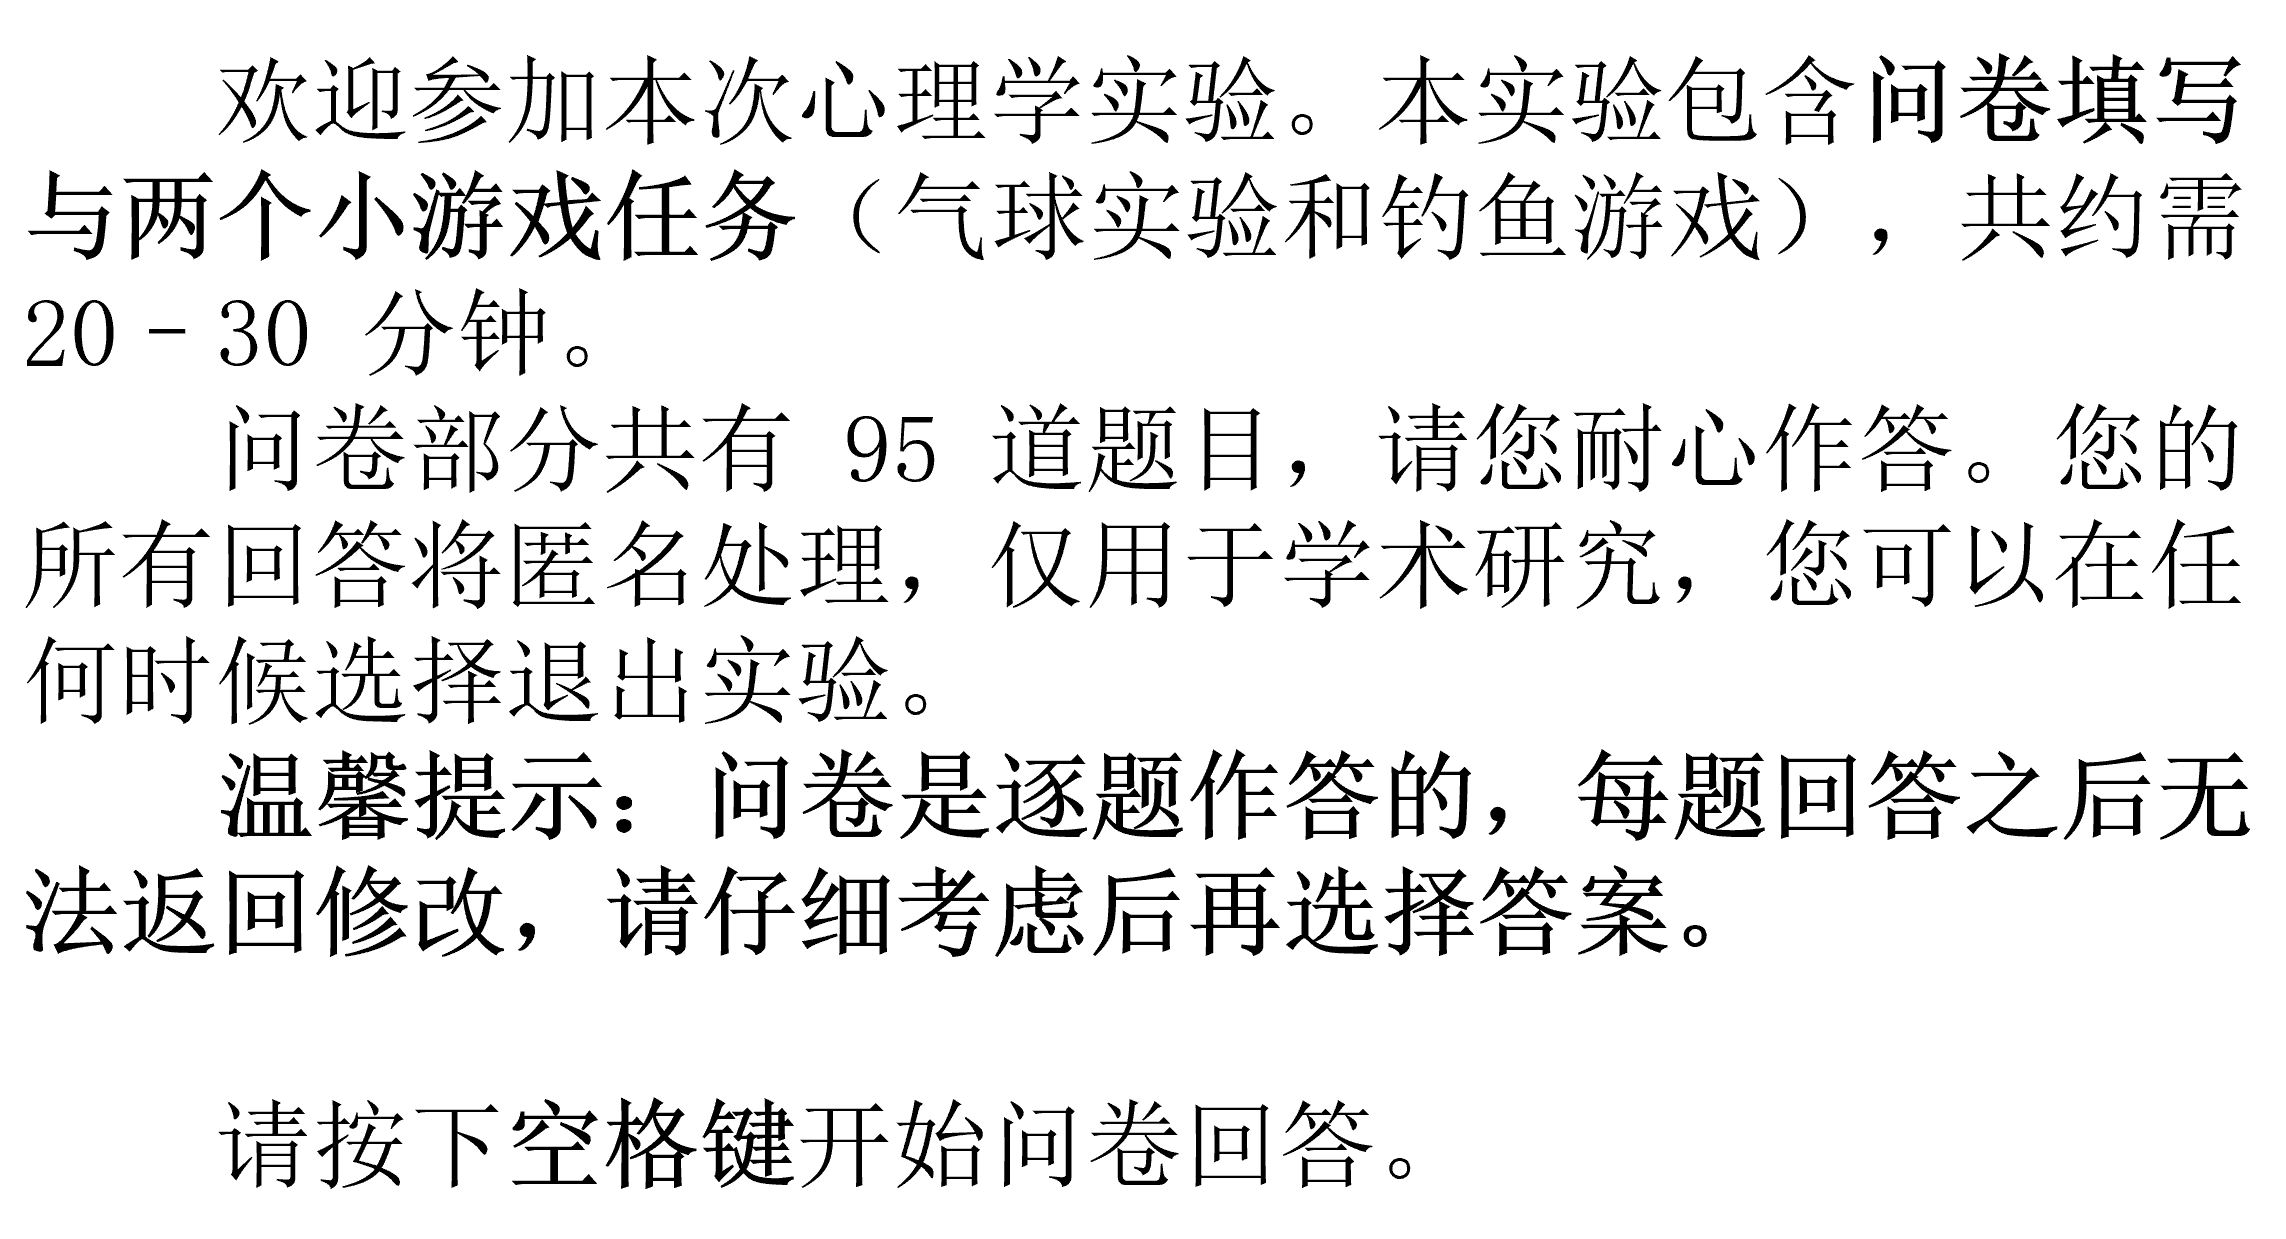 欢迎参加本次心理学实验。本实验包含问卷填写
与两个小游戏任务（气球实验和钓鱼游戏），共约需
20-30 分钟。
问卷部分共有 95 道题目，请您耐心作答。您的
所有回答将匿名处理，仅用于学术研究，您可以在任
何时候选择退出实验。
温馨提示：问卷是逐题作答的，每题回答之后无
法返回修改，请仔细考虑后再选择答案。
请按下空格键开始问卷回答。